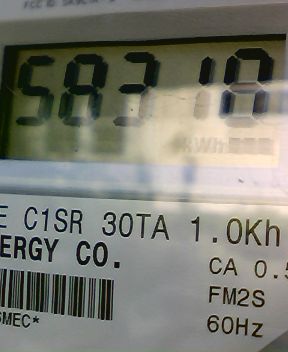 58318
kWh
E C1SR 30TA 1.0Kh
ERGY CO.
CA 0.5
FM2S
60Hz
SMEC*